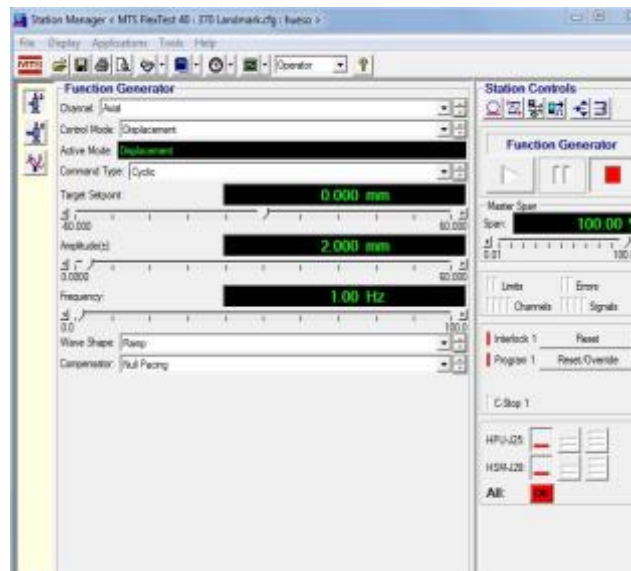 Station Manager < MTS FlexTest 40 : 370 Landmark.cfg : hueso >
File Display Applications Tools Help
MTS
Operator
Function Generator
Channel: Axial
Control Mode: Displacement
Active Mode: Displacement
Command Type: Cyclic
Target Setpoint 0.000 mm
-60.000 60.000
Amplitude(s): 2.000 mm
0.0000 60.000
Frequency: 1.00 Hz
0.0 100.0
Wave Shape: Ramp
Compensator: Null Pacing
Station Controls
Function Generator
Master Span
Span: 100.00
0.01 100.
Limits Errors
Channels Signals
Interlock 1 Reset
Program 1 Reset/Override
C-Stop 1
HPU-J25:
HSM-J28:
All: